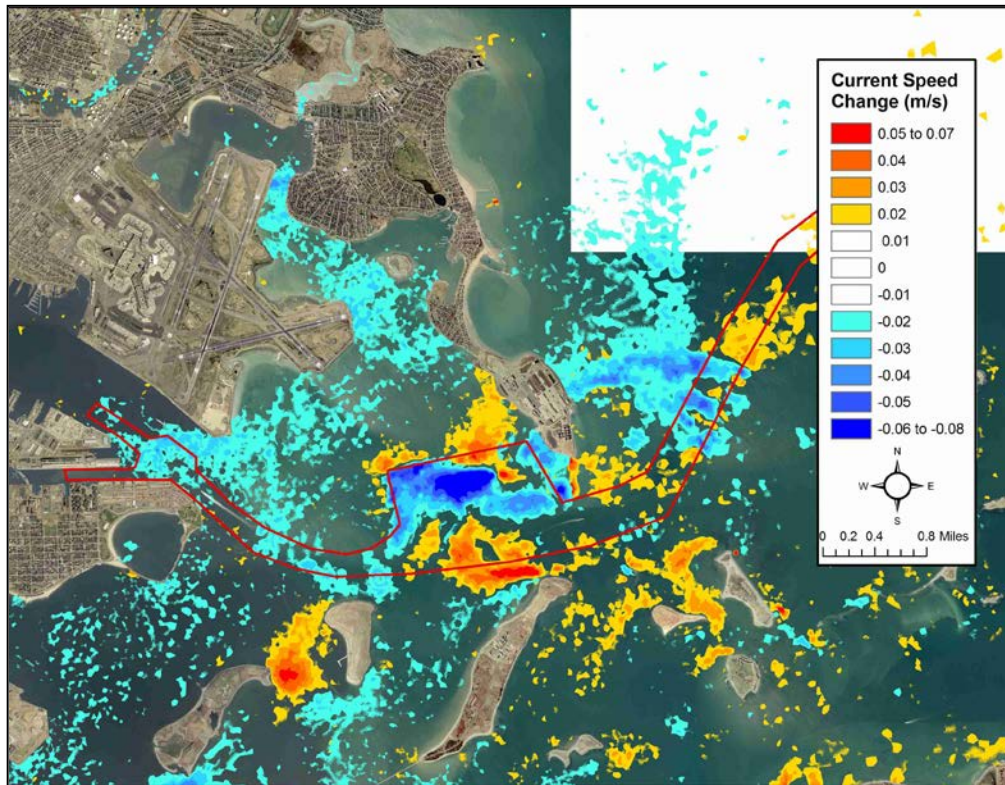 Current Speed
Change (m/s)
0.05 to 0.07
0.04
0.03
0.02
0.01
0
-0.01
-0.02
-0.03
-0.04
-0.05
-0.06 to -0.08
N
W E
S
0 0.2 0.4 0.8 Miles